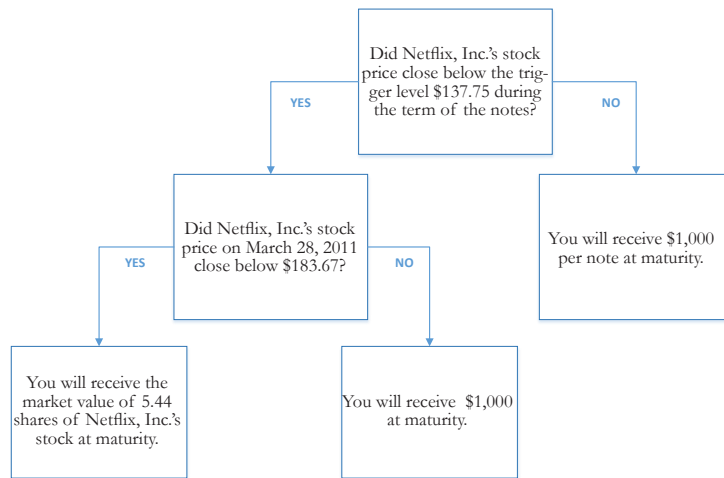 Did Netflix, Inc.'s stock
price close below the trig-
ger level $137.75 during
the term of the notes?
YES
NO
Did Netflix, Inc.'s stock
price on March 28, 2011
close below $183.67?
You will receive $1,000
per note at maturity.
YES
NO
You will receive the
market value of 5.44
shares of Netflix, Inc.'s
stock at maturity.
You will receive $1,000
at maturity.